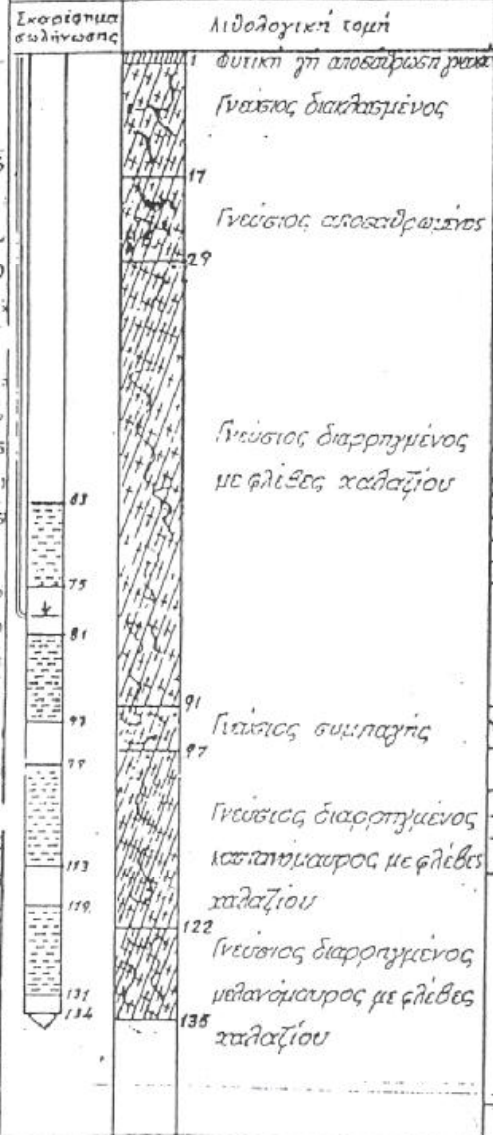 Σκαρίφημα
σωλήνωσης
Λιθολογική τομή
1 Φυτική γη αποσάθρωση
Γνεύσιος διακλασμένος
17
Γνεύσιος αποσαθρωμένος
29
Γνεύσιος διαρρηγμένος
με φλέβες χαλαζίου
63
75
81
91
Γνεύσιος συμπαγής
93
97
99
Γνεύσιος διαρρηγμένος
καστανόμαυρος με φλέβες
χαλαζίου
113
119
122
Γνεύσιος διαρρηγμένος
μελανόμαυρος με φλέβες
χαλαζίου
131
134
135